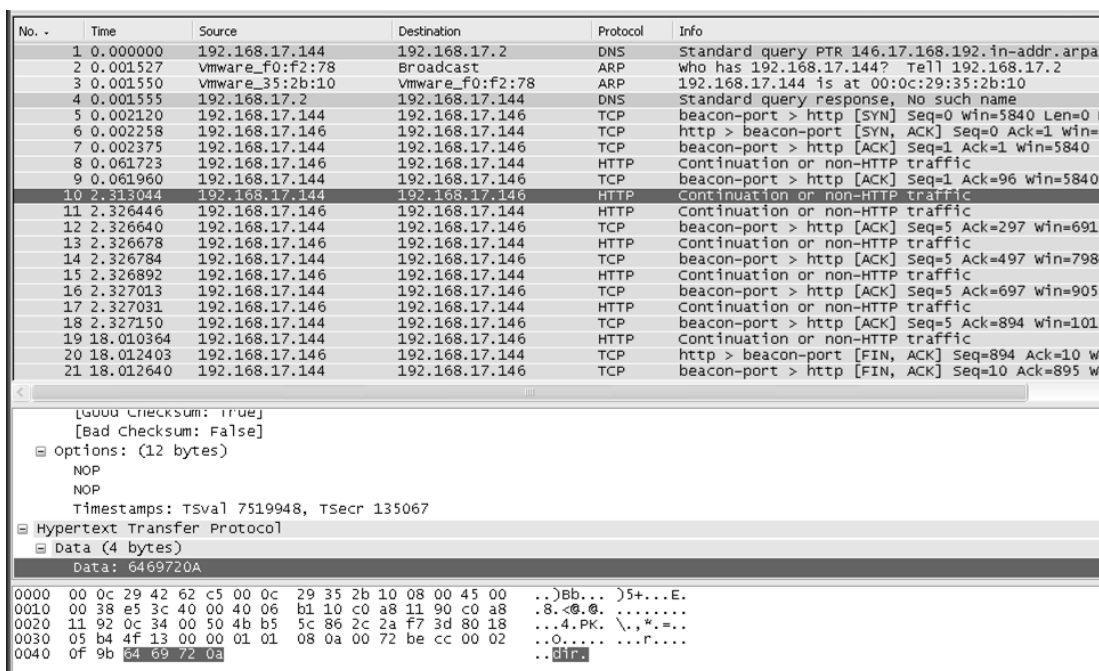 No. - Time Source Destination Protocol Info
1 0.000000 192.168.17.144 192.168.17.2 DNS Standard query PTR 146.17.168.192.in-addr.arpa
2 0.001527 Vmware_f0:f2:78 Broadcast ARP Who has 192.168.17.144? Tell 192.168.17.2
3 0.001550 Vmware_35:2b:10 Vmware_f0:f2:78 ARP 192.168.17.144 is at 00:0c:29:35:2b:10
4 0.001555 192.168.17.2 192.168.17.144 DNS Standard query response, No such name
5 0.002120 192.168.17.144 192.168.17.146 TCP beacon-port > http [SYN] Seq=0 Win=5840 Len=0
6 0.002258 192.168.17.146 192.168.17.144 TCP http > beacon-port [SYN, ACK] Seq=0 Ack=1 Win=
7 0.002375 192.168.17.144 192.168.17.146 TCP beacon-port > http [ACK] Seq=1 Ack=1 Win=5840
8 0.061723 192.168.17.146 192.168.17.144 HTTP Continuation or non-HTTP traffic
9 0.061960 192.168.17.144 192.168.17.146 TCP beacon-port > http [ACK] Seq=1 Ack=96 Win=5840
10 2.313044 192.168.17.144 192.168.17.146 HTTP Continuation or non-HTTP traffic
11 2.326446 192.168.17.146 192.168.17.144 HTTP Continuation or non-HTTP traffic
12 2.326640 192.168.17.144 192.168.17.146 TCP beacon-port > http [ACK] Seq=5 Ack=297 Win=691
13 2.326678 192.168.17.146 192.168.17.144 HTTP Continuation or non-HTTP traffic
14 2.326784 192.168.17.144 192.168.17.146 TCP beacon-port > http [ACK] Seq=5 Ack=497 Win=798
15 2.326892 192.168.17.146 192.168.17.144 HTTP Continuation or non-HTTP traffic
16 2.327013 192.168.17.144 192.168.17.146 TCP beacon-port > http [ACK] Seq=5 Ack=697 Win=905
17 2.327031 192.168.17.146 192.168.17.144 HTTP Continuation or non-HTTP traffic
18 2.327150 192.168.17.144 192.168.17.146 TCP beacon-port > http [ACK] Seq=5 Ack=894 Win=101
19 18.010364 192.168.17.144 192.168.17.146 HTTP Continuation or non-HTTP traffic
20 18.012403 192.168.17.146 192.168.17.144 TCP http > beacon-port [FIN, ACK] Seq=894 Ack=10 W
21 18.012640 192.168.17.144 192.168.17.146 TCP beacon-port > http [FIN, ACK] Seq=10 Ack=895 W
[Good Checksum: True]
[Bad Checksum: False]
Options: (12 bytes)
NOP
NOP
Timestamps: TSval 7519948, TSecr 135067
Hypertext Transfer Protocol
Data (4 bytes)
Data: 6469720A
0000 00 0c 29 42 62 c5 00 0c 29 35 2b 10 08 00 45 00 ..)Bb... )5+...E.
0010 00 38 e5 3c 40 00 40 06 b1 10 c0 a8 11 90 c0 a8 .8.<@.@. ........
0020 11 92 0c 34 00 50 4b b5 5c 86 2c 2a f7 3d 80 18 ...4.PK. \.,*.=..
0030 05 b4 4f 13 00 00 01 01 08 0a 00 72 be cc 00 02 ..O..... ...r....
0040 0f 9b 64 69 72 0a ..dir.